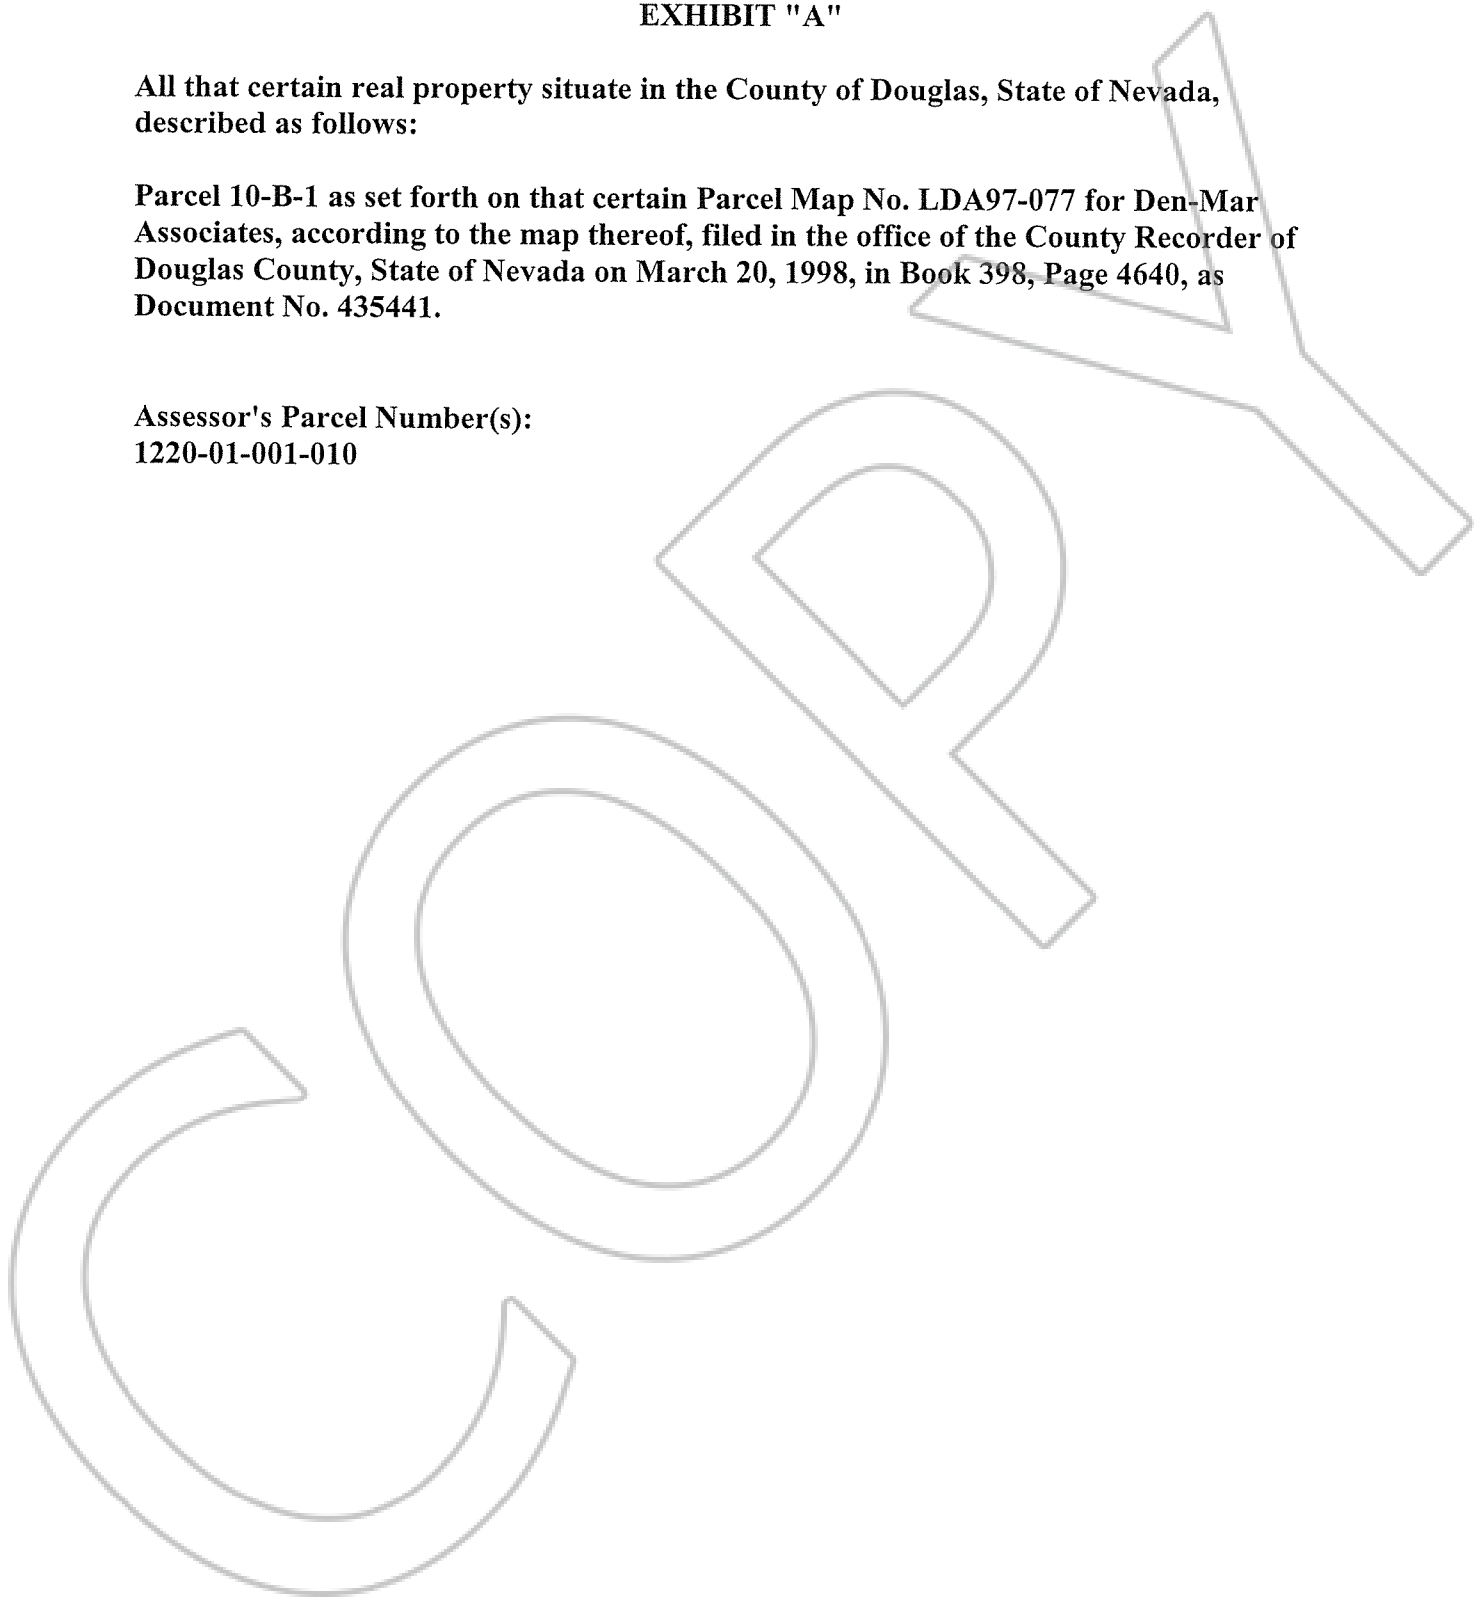 EXHIBIT "A"
All that certain real property situate in the County of Douglas, State of Nevada,
described as follows:
Parcel 10-B-1 as set forth on that certain Parcel Map No. LDA97-077 for Den-Mar
Associates, according to the map thereof, filed in the office of the County Recorder of
Douglas County, State of Nevada on March 20, 1998, in Book 398, Page 4640, as
Document No. 435441.
Assessor's Parcel Number(s):
1220-01-001-010
COPY